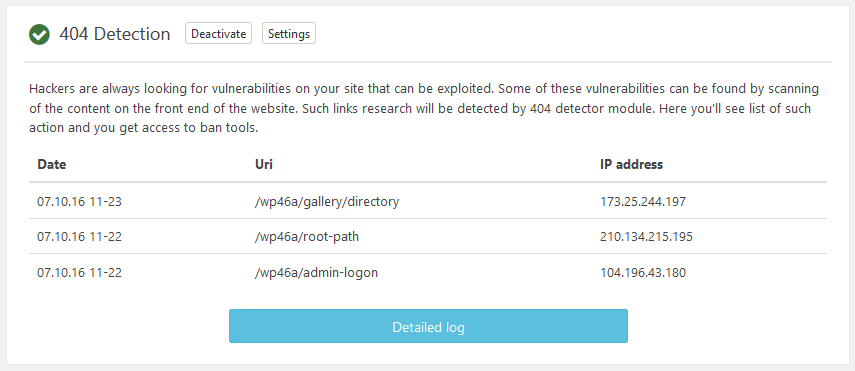 404 Detection Deactivate Settings
Hackers are always looking for vulnerabilities on your site that can be exploited. Some of these vulnerabilities can be found by scanning
of the content on the front end of the website. Such links research will be detected by 404 detector module. Here you'll see list of such
action and you get access to ban tools.
Date Uri IP address
07.10.16 11-23 /wp46a/gallery/directory 173.25.244.197
07.10.16 11-22 /wp46a/root-path 210.134.215.195
07.10.16 11-22 /wp46a/admin-logon 104.196.43.180
Detailed log